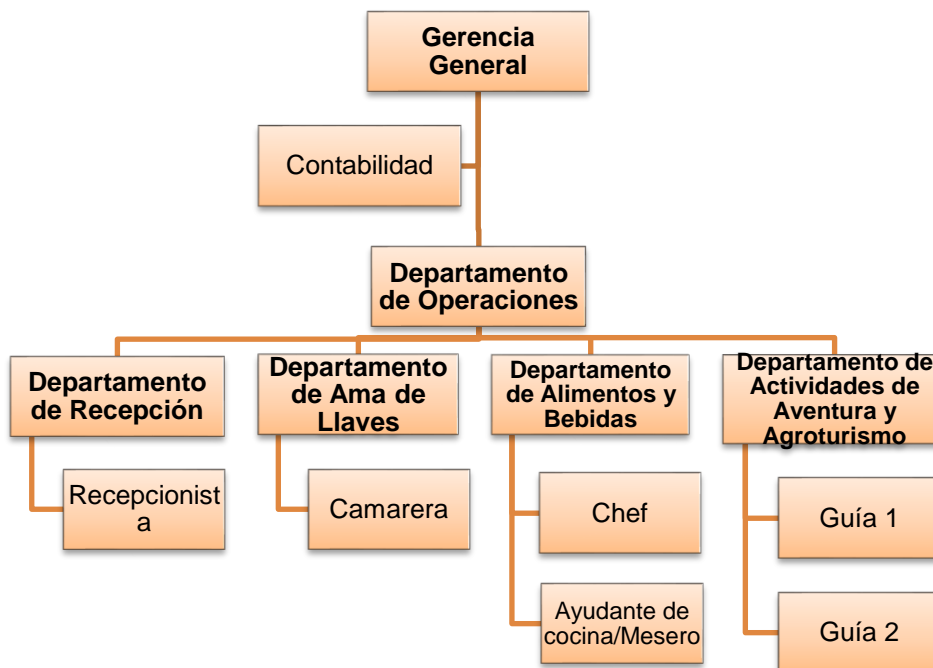 Gerencia
General
Contabilidad
Departamento
de Operaciones
Departamento
de Recepción
Departamento
de Ama de
Llaves
Departamento
de Alimentos y
Bebidas
Departamento de
Actividades de
Aventura y
Agroturismo
Recepcionist
a
Camarera
Chef
Guía 1
Ayudante de
cocina/Mesero
Guía 2